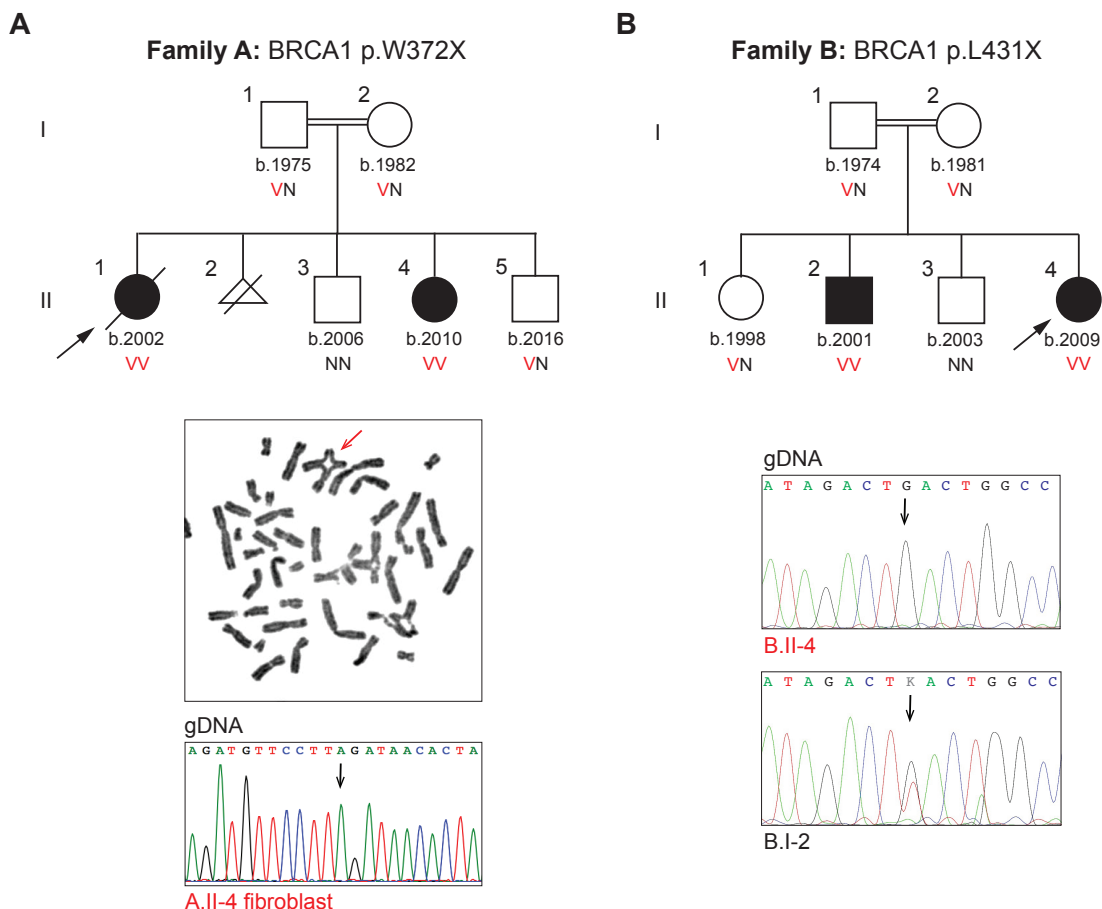 A
Family A: BRCA1 p.W372X
I
1
2
b.1975
b.1982
VN
VN
II
1
2
3
4
5
b.2002
b.2006
b.2010
b.2016
VV
NN
VV
VN
gDNA
AGATGTTCCTTAGATAACACTA
A.II-4 fibroblast
B
Family B: BRCA1 p.L431X
I
1
2
b.1974
b.1981
VN
VN
II
1
2
3
4
b.1998
b.2001
b.2003
b.2009
VN
VV
NN
VV
gDNA
A T A G A C T G A C T G G C C
B.II-4
A T A G A C T K A C T G G C C
B.I-2